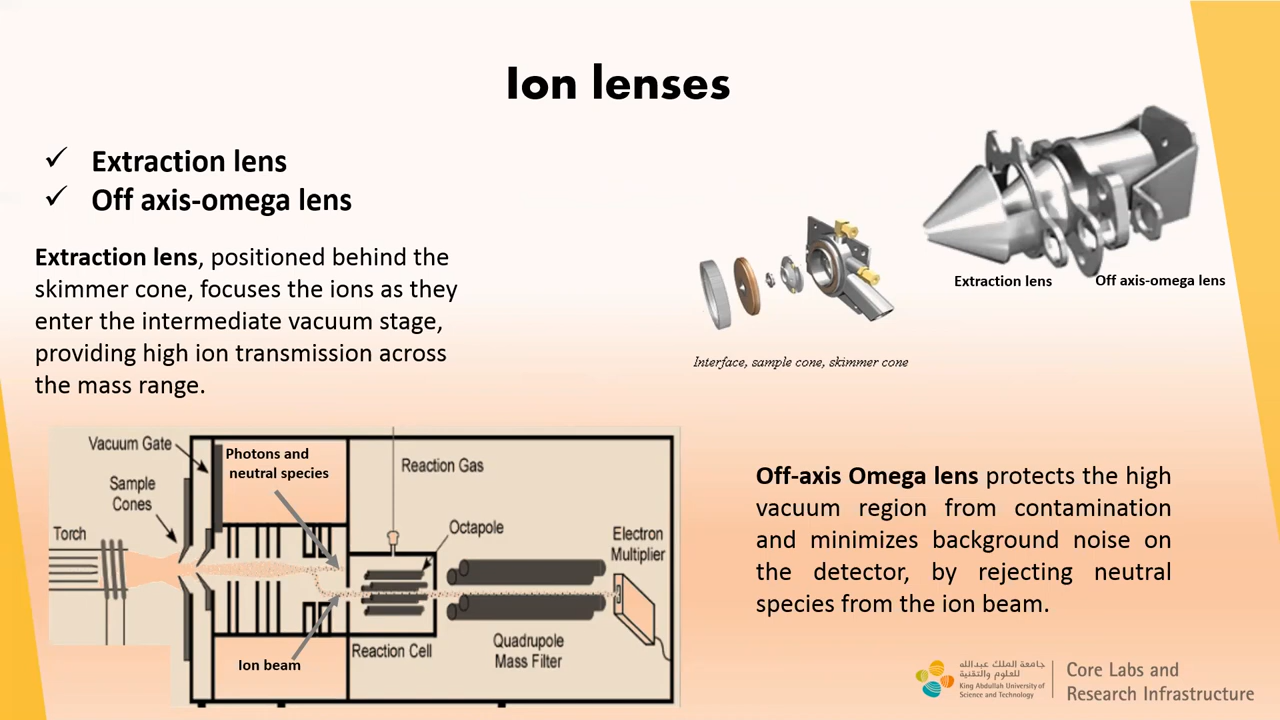 Ion lenses
✓ Extraction lens
✓ Off axis-omega lens
Extraction lens, positioned behind the
skimmer cone, focuses the ions as they
enter the intermediate vacuum stage,
providing high ion transmission across
the mass range.
Extraction lens
Off axis-omega lens
Interface, sample cone, skimmer cone
Vacuum Gate
Photons and
neutral species
Sample
Cones
Torch
Reaction Gas
Octapole
Electron
Multiplier
Reaction Cell
Quadrupole
Mass Filter
Ion beam
Off-axis Omega lens protects the high
vacuum region from contamination
and minimizes background noise on
the detector, by rejecting neutral
species from the ion beam.
جامعة الملك عبدالله
للعلوم والتقنية
King Abdullah University of
Science and Technology
Core Labs and
Research Infrastructure